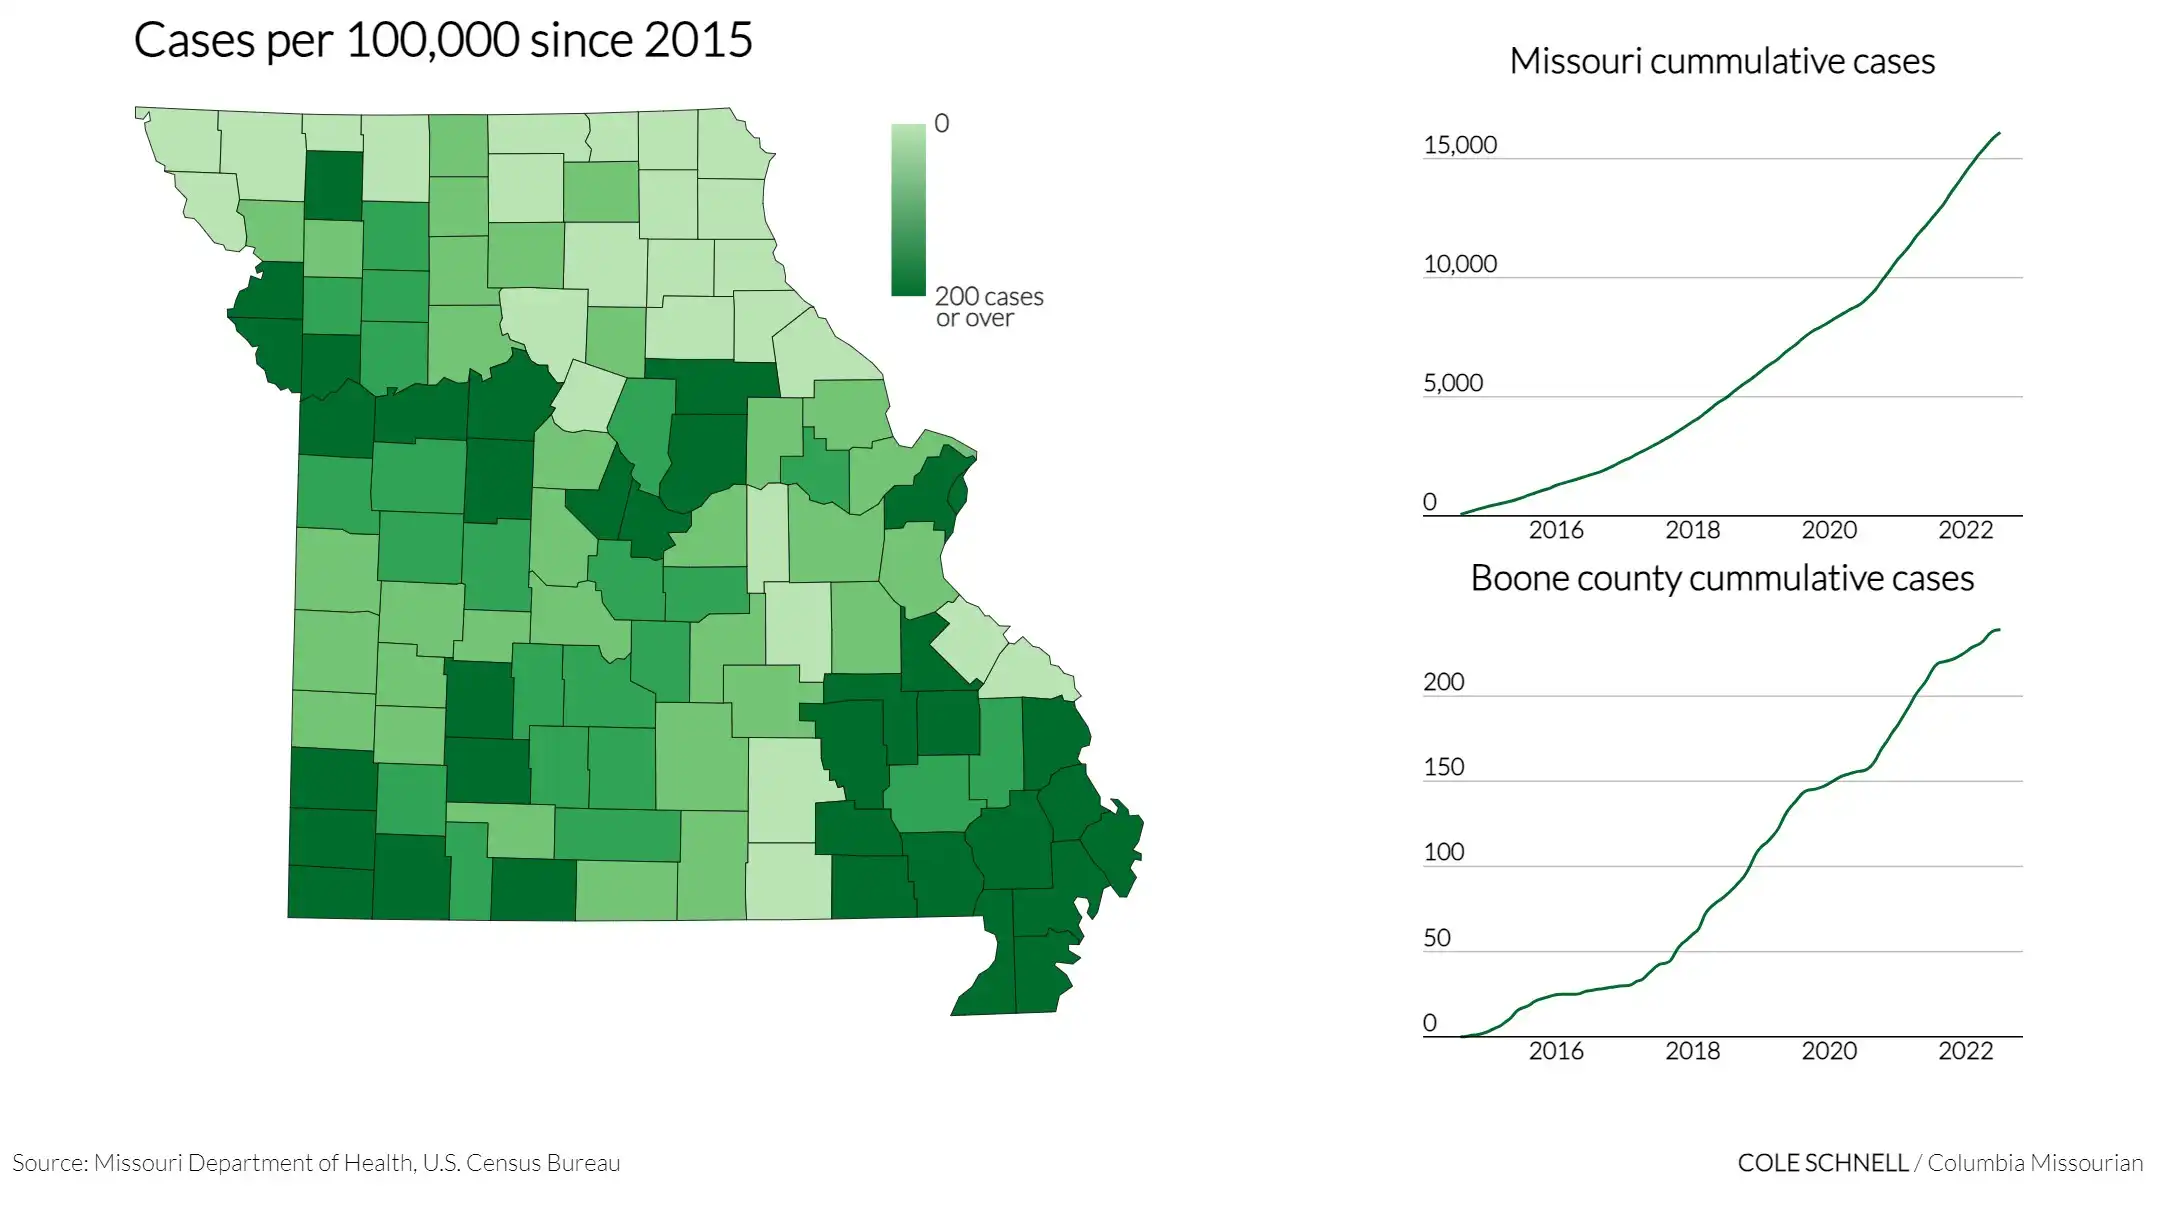 Cases per 100,000 since 2015
0
200 cases
or over
Missouri cummulative cases
15,000
10,000
5,000
0
2016 2018 2020 2022
Boone county cummulative cases
200
150
100
50
0
2016 2018 2020 2022
Source: Missouri Department of Health, U.S. Census Bureau
COLE SCHNELL / Columbia Missourian